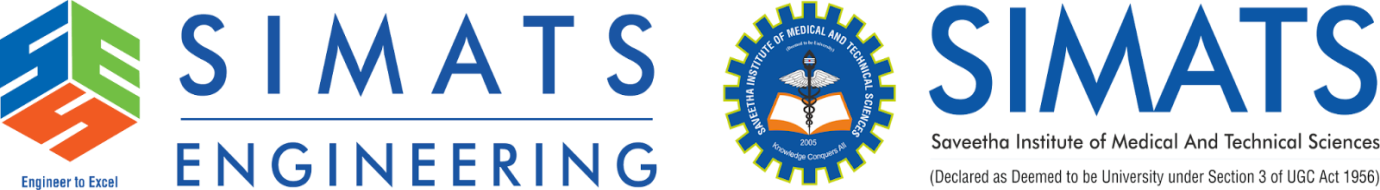 SES
Engineer to Excel
SIMATS
ENGINEERING
SAVEETHA INSTITUTE OF MEDICAL AND TECHNICAL SCIENCES
(Deemed to be University)
2005
Knowledge Conquers All
SIMATS
Saveetha Institute of Medical And Technical Sciences
(Declared as Deemed to be University under Section 3 of UGC Act 1956)